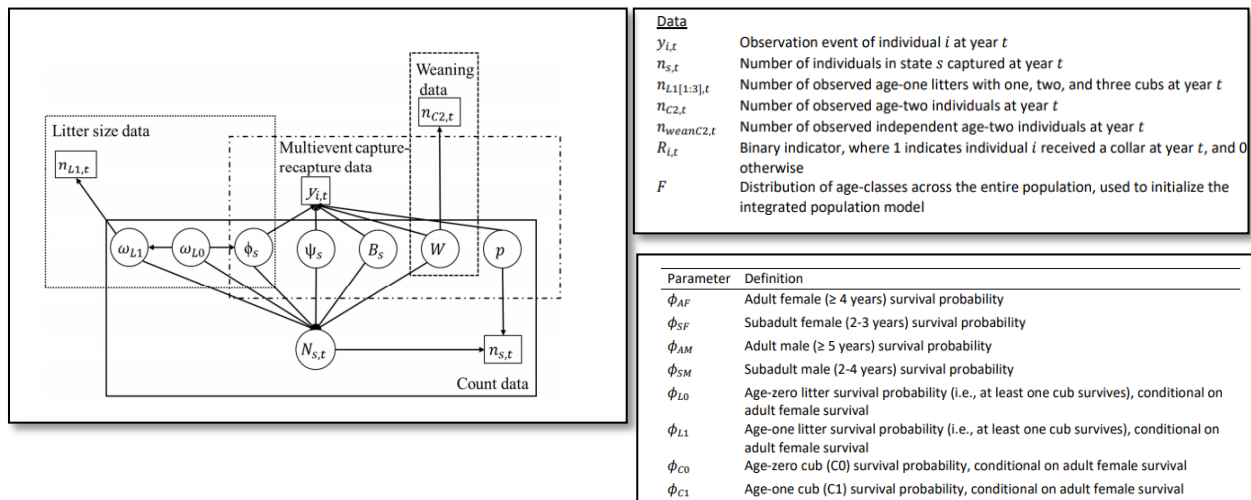 Weaning
data
n_{C2,t}
Litter size data
Multievent capture-
recapture data
n_{L1,t}
y_{i,t}
ω_{L1}
ω_{L0}
ϕ_s
ψ_s
B_s
W
p
N_{s,t}
n_{s,t}
Count data
Data
y_{i,t} Observation event of individual i at year t
n_{s,t} Number of individuals in state s captured at year t
n_{L1[1:3],t} Number of observed age-one litters with one, two, and three cubs at year t
n_{C2,t} Number of observed age-two individuals at year t
n_{weanC2,t} Number of observed independent age-two individuals at year t
R_{i,t} Binary indicator, where 1 indicates individual i received a collar at year t, and 0
otherwise
F Distribution of age-classes across the entire population, used to initialize the
integrated population model
Parameter Definition
ϕ_{AF} Adult female (≥ 4 years) survival probability
ϕ_{SF} Subadult female (2-3 years) survival probability
ϕ_{AM} Adult male (≥ 5 years) survival probability
ϕ_{SM} Subadult male (2-4 years) survival probability
ϕ_{L0} Age-zero litter survival probability (i.e., at least one cub survives), conditional on
adult female survival
ϕ_{L1} Age-one litter survival probability (i.e., at least one cub survives), conditional on
adult female survival
ϕ_{C0} Age-zero cub (C0) survival probability, conditional on adult female survival
ϕ_{C1} Age-one cub (C1) survival probability, conditional on adult female survival